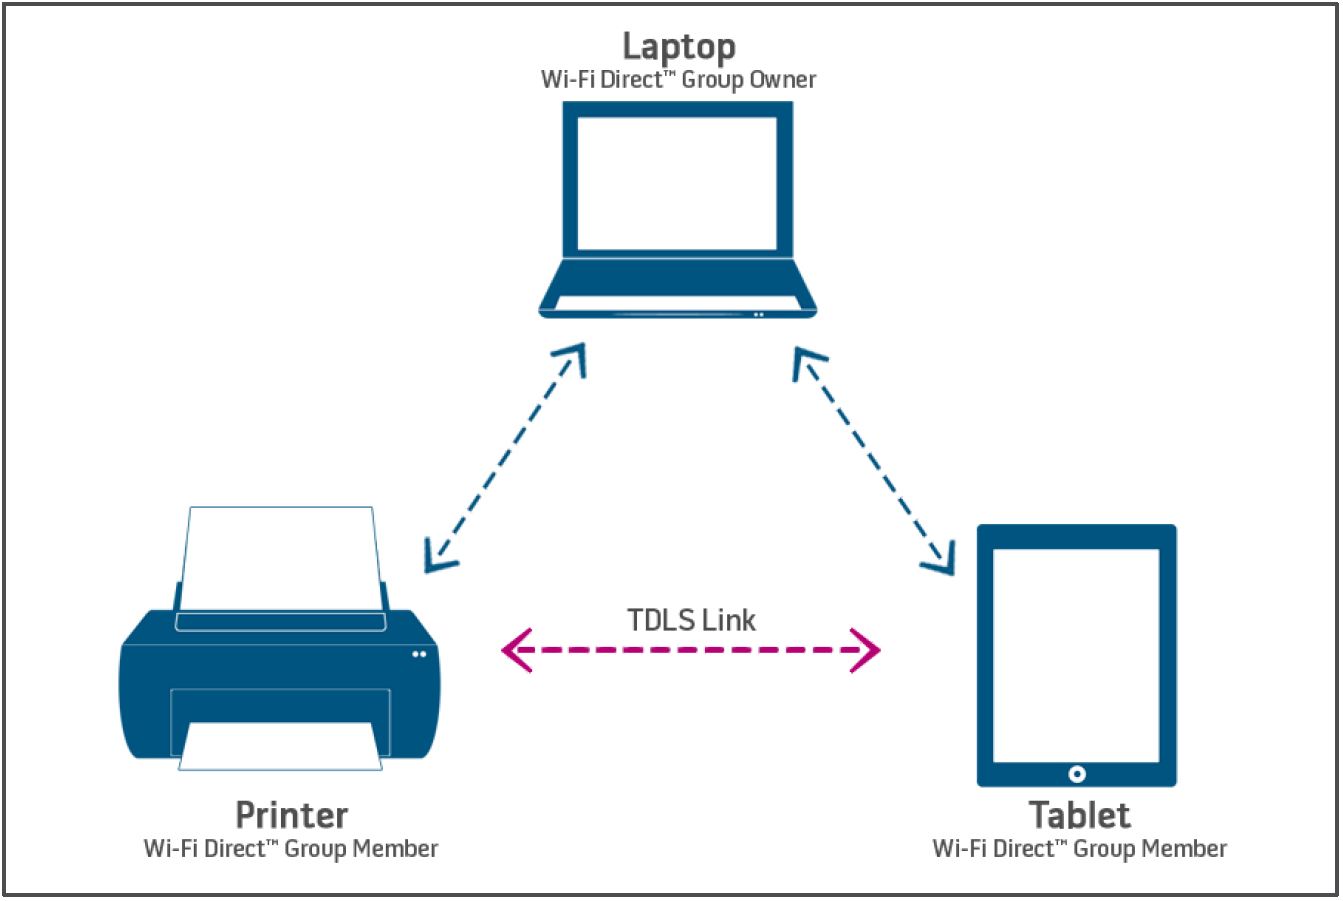 Laptop
Wi-Fi Direct™ Group Owner
TDLS Link
Printer
Wi-Fi Direct™ Group Member
Tablet
Wi-Fi Direct™ Group Member